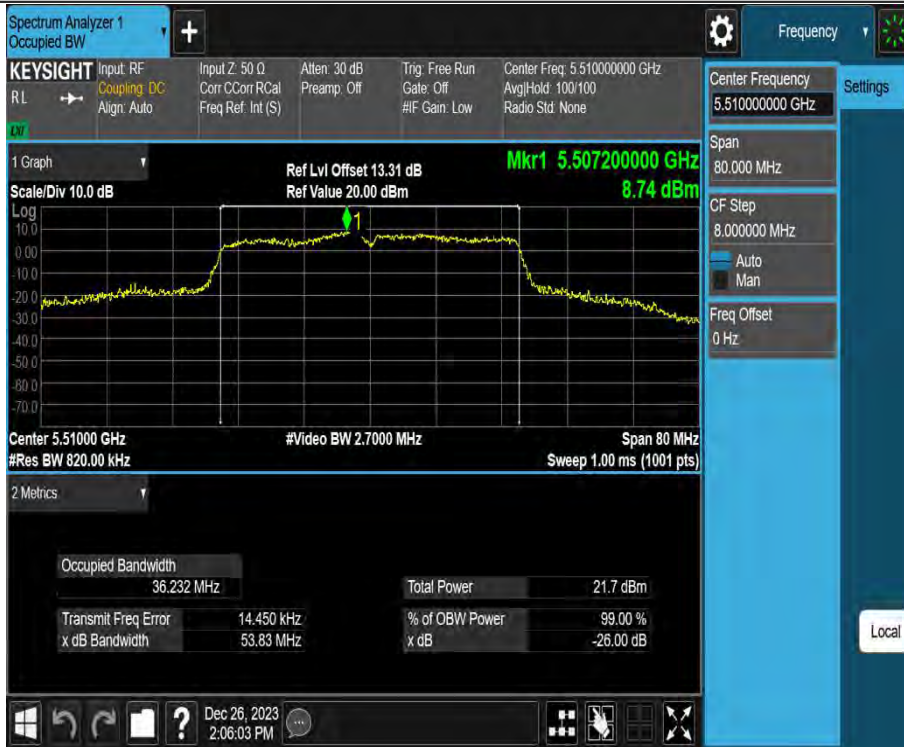 Spectrum Analyzer 1
Occupied BW
+
Frequency
KEYSIGHT
RL
LXI
Input: RF
Coupling: DC
Align: Auto
Input Z: 50 Ω
Corr CCorr RCal
Freq Ref: Int (S)
Atten: 30 dB
Preamp: Off
Trig: Free Run
Gate: Off
#IF Gain: Low
Center Freq: 5.510000000 GHz
Avg|Hold: 100/100
Radio Std: None
1 Graph
Scale/Div 10.0 dB
Ref Lvl Offset 13.31 dB
Ref Value 20.00 dBm
Mkr1 5.507200000 GHz
8.74 dBm
Log
10.0
0.00
-10.0
-20.0
-30.0
-40.0
-50.0
-60.0
-70.0
1
Center 5.51000 GHz
#Res BW 820.00 kHz
#Video BW 2.7000 MHz
Span 80 MHz
Sweep 1.00 ms (1001 pts)
2 Metrics
Occupied Bandwidth
36.232 MHz
Total Power 21.7 dBm
Transmit Freq Error 14.450 kHz
% of OBW Power 99.00 %
x dB Bandwidth 53.83 MHz
x dB -26.00 dB
?
Dec 26, 2023
2:06:03 PM
Center Frequency
5.510000000 GHz
Span
80.000 MHz
CF Step
8.000000 MHz
Auto
Man
Freq Offset
0 Hz
Settings
Local